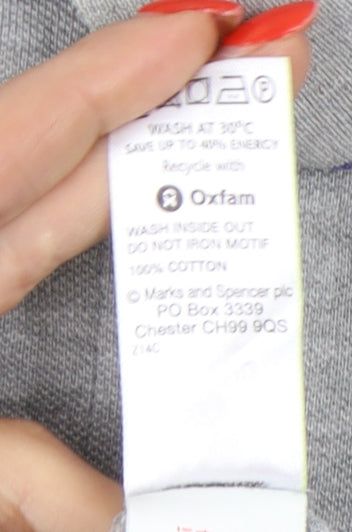 WASH AT 30°C
SAVE UP TO 40% ENERGY
Recycle with
Oxfam
WASH INSIDE OUT
DO NOT IRON MOTIF
100% COTTON
© Marks and Spencer plc
PO Box 3339
Chester CH99 9QS
Z14C